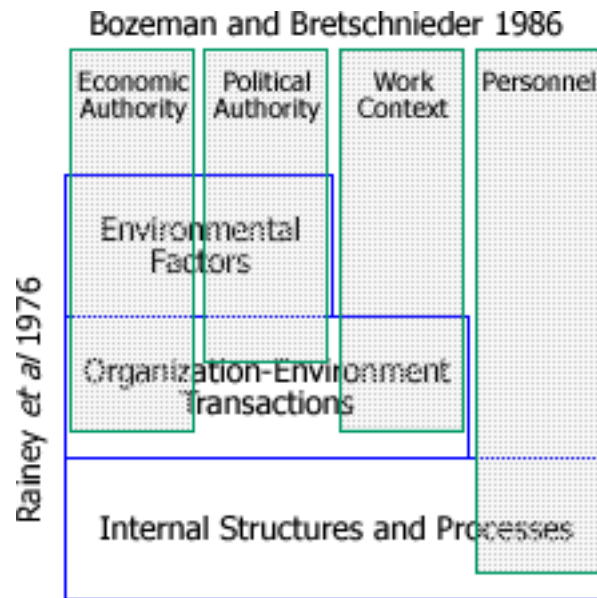 Bozeman and Bretschnieder 1986
Economic
Authority
Political
Authority
Work
Context
Personnel
Environmental
Factors
Organization-Environment
Transactions
Rainey et al 1976
Internal Structures and Processes